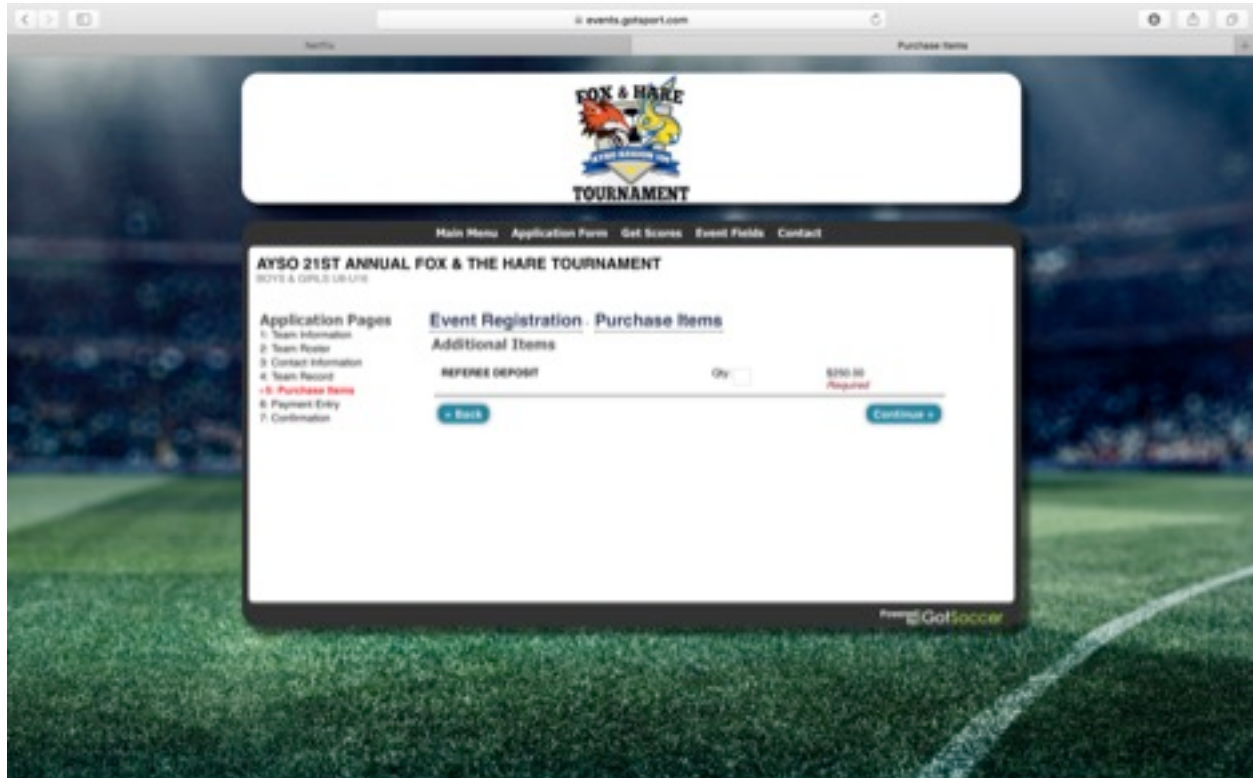 events.gotsport.com
Netflix
Purchase Items
FOX & HARE
AYSO REGION
TOURNAMENT
Main Menu Application Form Got Scores Event Fields Contact
AYSO 21ST ANNUAL FOX & THE HARE TOURNAMENT
BOYS & GIRLS U8-U16
Application Pages
1: Team Information
2: Team Roster
3: Contact Information
4: Team Record
5: Purchase Items
6: Payment Entry
7: Confirmation
Event Registration - Purchase Items
Additional Items
REFEREE DEPOSIT Qty: $250.00
Required
« Back
Continue »
GotSoccer